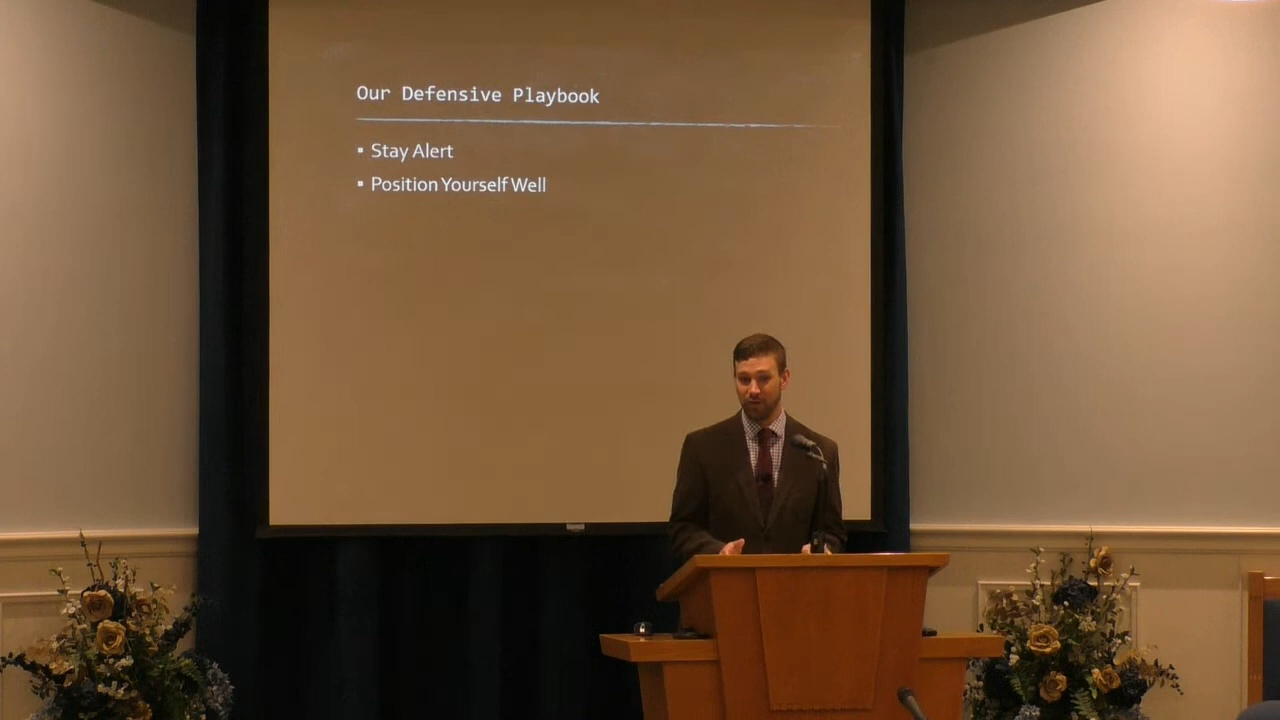 Our Defensive Playbook
▪ Stay Alert
▪ Position Yourself Well